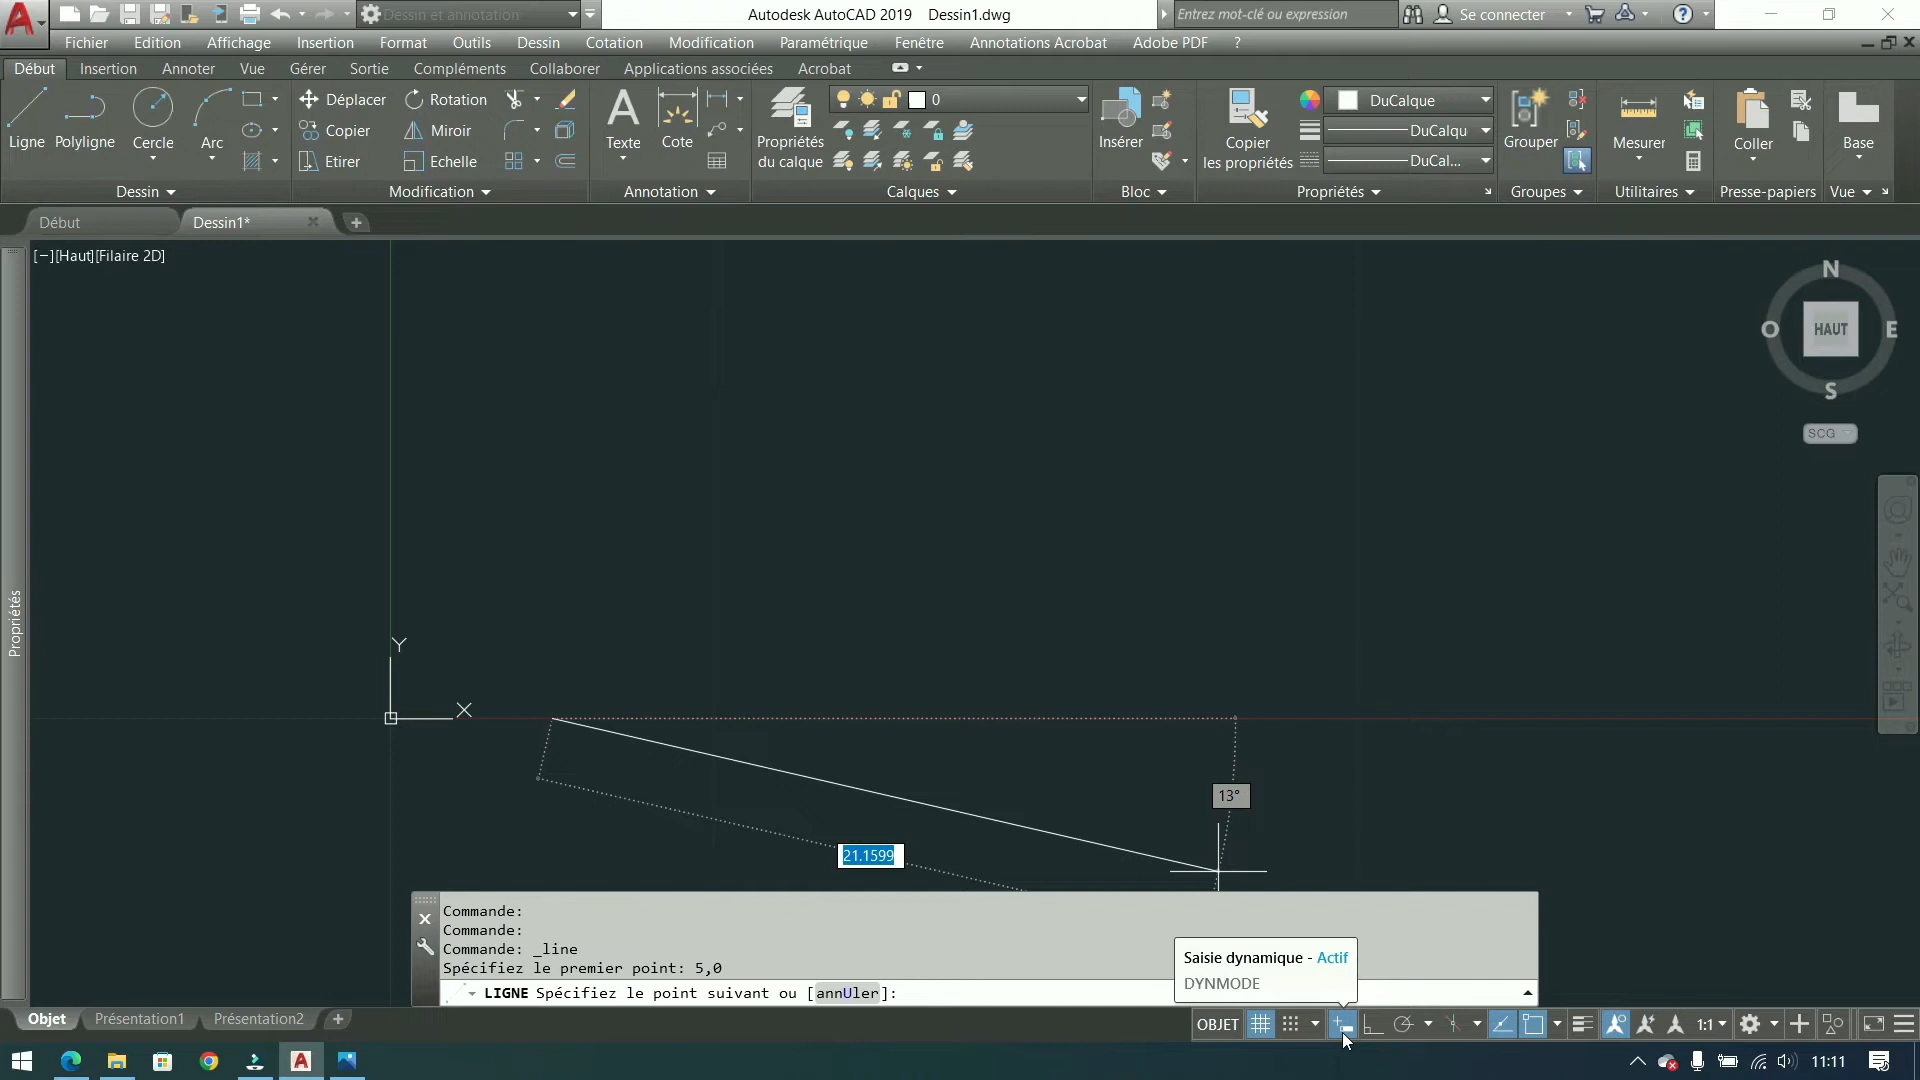 Dessin et annotation
Autodesk AutoCAD 2019 Dessin1.dwg
Entrez mot-clé ou expression
Se connecter
Fichier Edition Affichage Insertion Format Outils Dessin Cotation Modification Paramétrique Fenêtre Annotations Acrobat Adobe PDF ?
Début Insertion Annoter Vue Gérer Sortie Compléments Collaborer Applications associées Acrobat
Ligne Polyligne Cercle Arc
Déplacer Rotation
Copier Miroir
Etirer Echelle
Texte Cote
Propriétés
du calque
0
Insérer
Copier
les propriétés
DuCalque
DuCalqu
DuCal...
Grouper
Mesurer
Coller
Base
Dessin Modification Annotation Calques Bloc Propriétés Groupes Utilitaires Presse-papiers Vue
Début Dessin1*
[−][Haut][Filaire 2D]
N
O HAUT E
S
SCG
Propriétés
Y
X
13°
21.1599
Commande:
Commande:
Commande: _line
Spécifiez le premier point: 5,0
LIGNE Spécifiez le point suivant ou [annUler]:
Saisie dynamique - Actif
DYNMODE
Objet Présentation1 Présentation2
OBJET
1:1
11:11